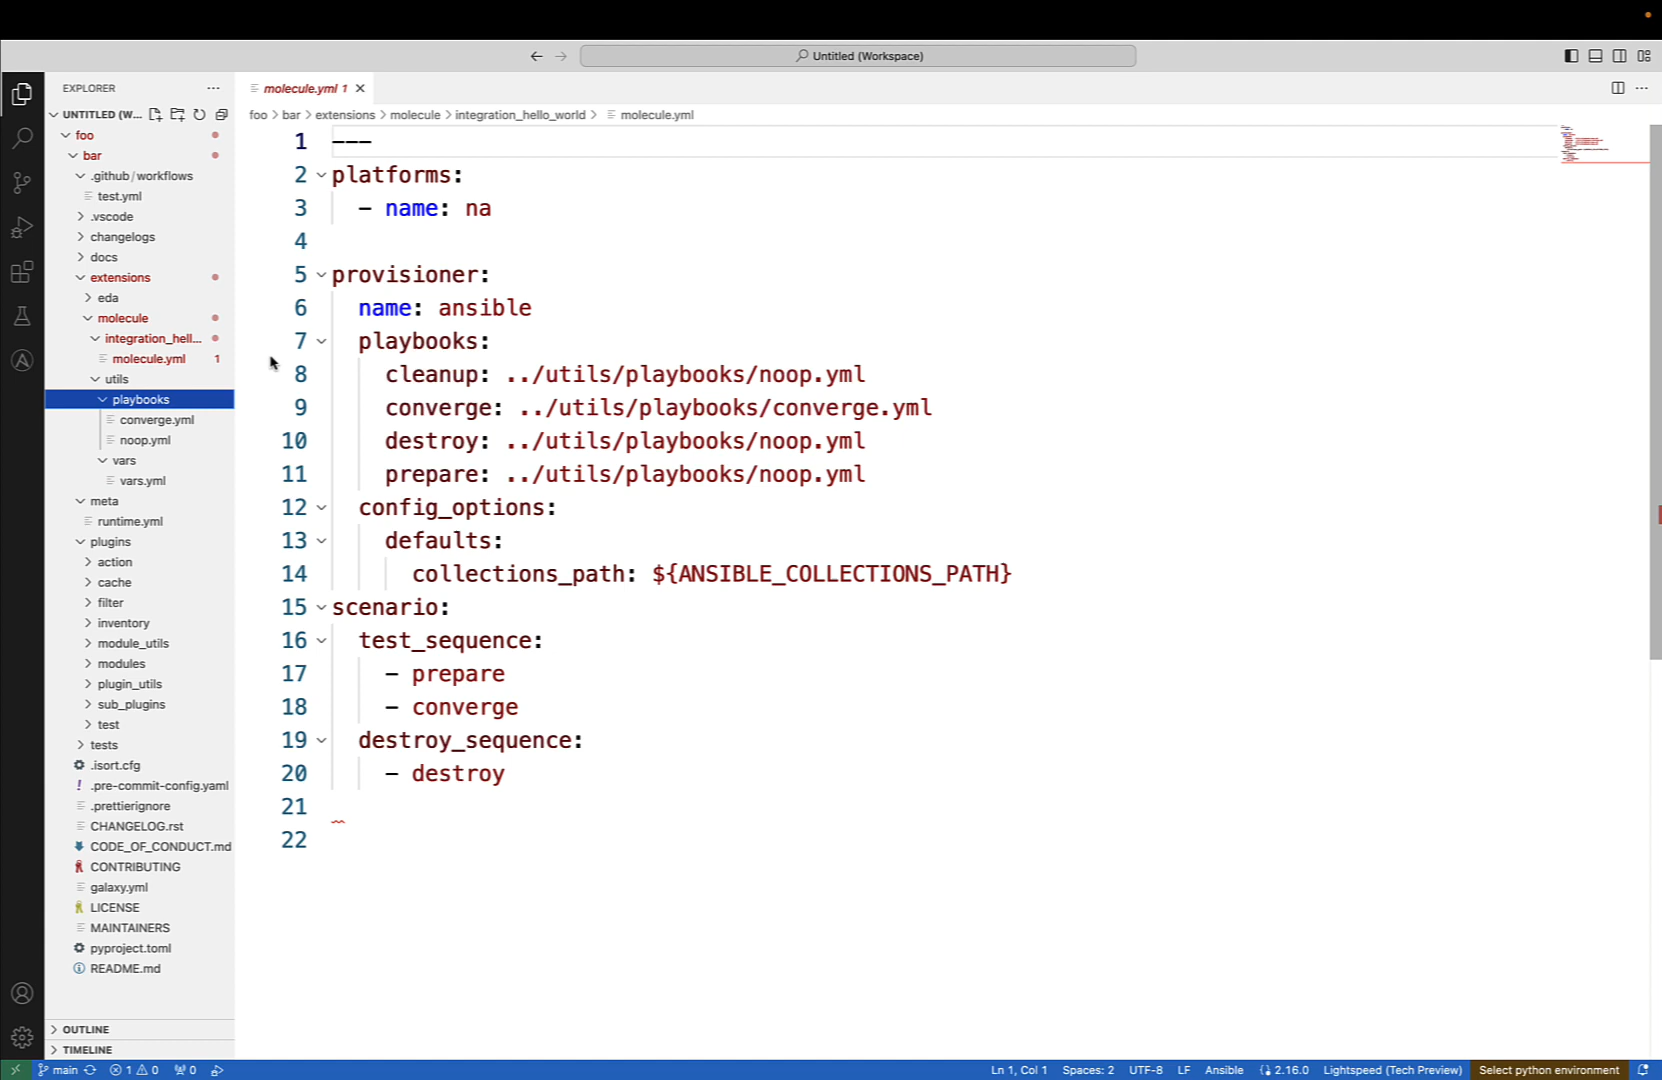 Untitled (Workspace)
EXPLORER
molecule.yml 1
UNTITLED (W...
foo > bar > extensions > molecule > integration_hello_world > molecule.yml
foo
bar
.github/workflows
test.yml
.vscode
changelogs
docs
extensions
eda
molecule
integration_hell...
molecule.yml 1
utils
playbooks
converge.yml
noop.yml
vars
vars.yml
meta
runtime.yml
plugins
action
cache
filter
inventory
module_utils
modules
plugin_utils
sub_plugins
test
tests
.isort.cfg
! .pre-commit-config.yaml
.prettierignore
CHANGELOG.rst
CODE_OF_CONDUCT.md
CONTRIBUTING
galaxy.yml
LICENSE
MAINTAINERS
pyproject.toml
README.md
OUTLINE
TIMELINE
1 ---
2 platforms:
3 - name: na
4
5 provisioner:
6 name: ansible
7 playbooks:
8 cleanup: ../utils/playbooks/noop.yml
9 converge: ../utils/playbooks/converge.yml
10 destroy: ../utils/playbooks/noop.yml
11 prepare: ../utils/playbooks/noop.yml
12 config_options:
13 defaults:
14 collections_path: ${ANSIBLE_COLLECTIONS_PATH}
15 scenario:
16 test_sequence:
17 - prepare
18 - converge
19 destroy_sequence:
20 - destroy
21
22
main 1 0 0 Ln 1, Col 1 Spaces: 2 UTF-8 LF Ansible 2.16.0 Lightspeed (Tech Preview) Select python environment